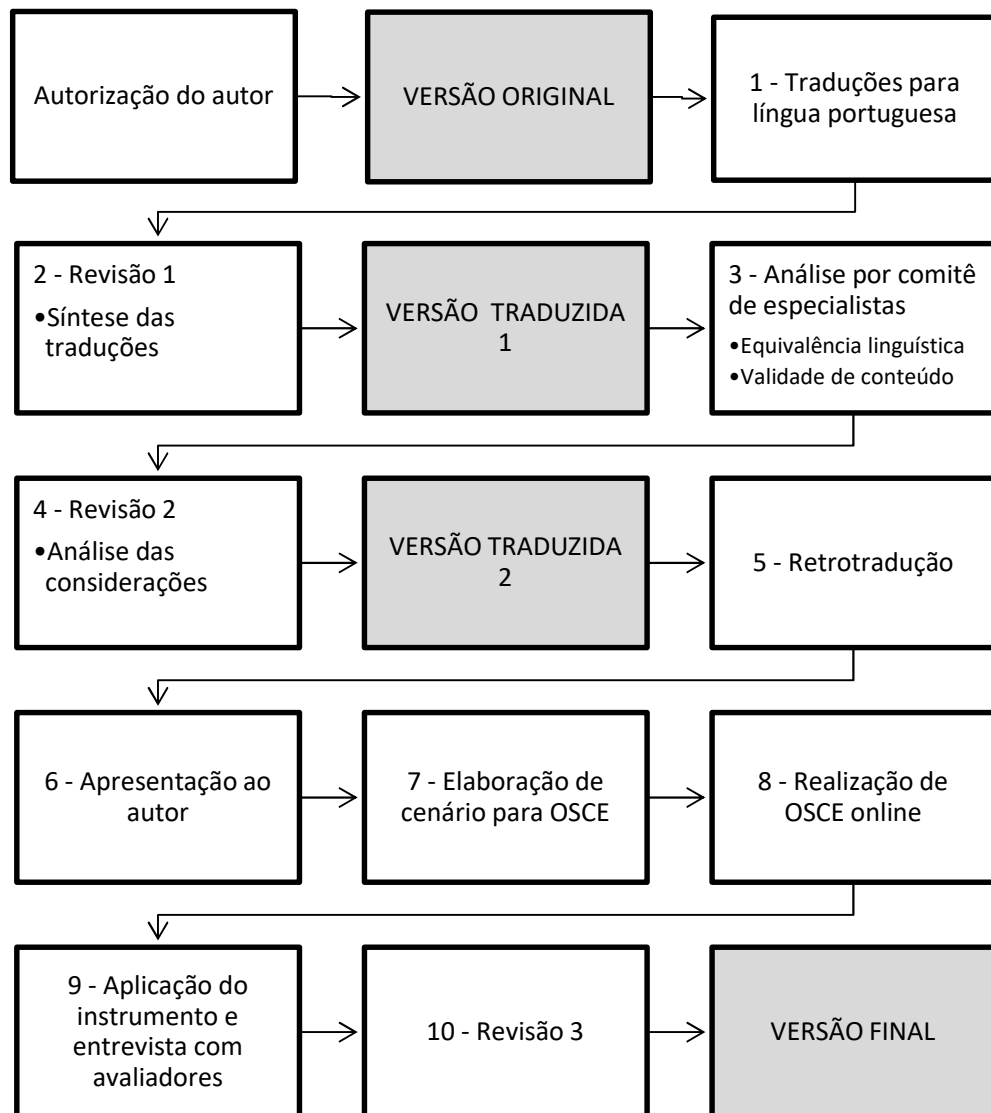 Autorização do autor
VERSÃO ORIGINAL
1 - Traduções para
língua portuguesa
2 - Revisão 1
•Síntese das
traduções
VERSÃO TRADUZIDA
1
3 - Análise por comitê
de especialistas
•Equivalência linguística
•Validade de conteúdo
4 - Revisão 2
•Análise das
considerações
VERSÃO TRADUZIDA
2
5 - Retrotradução
6 - Apresentação ao
autor
7 - Elaboração de
cenário para OSCE
8 - Realização de
OSCE online
9 - Aplicação do
instrumento e
entrevista com
avaliadores
10 - Revisão 3
VERSÃO FINAL